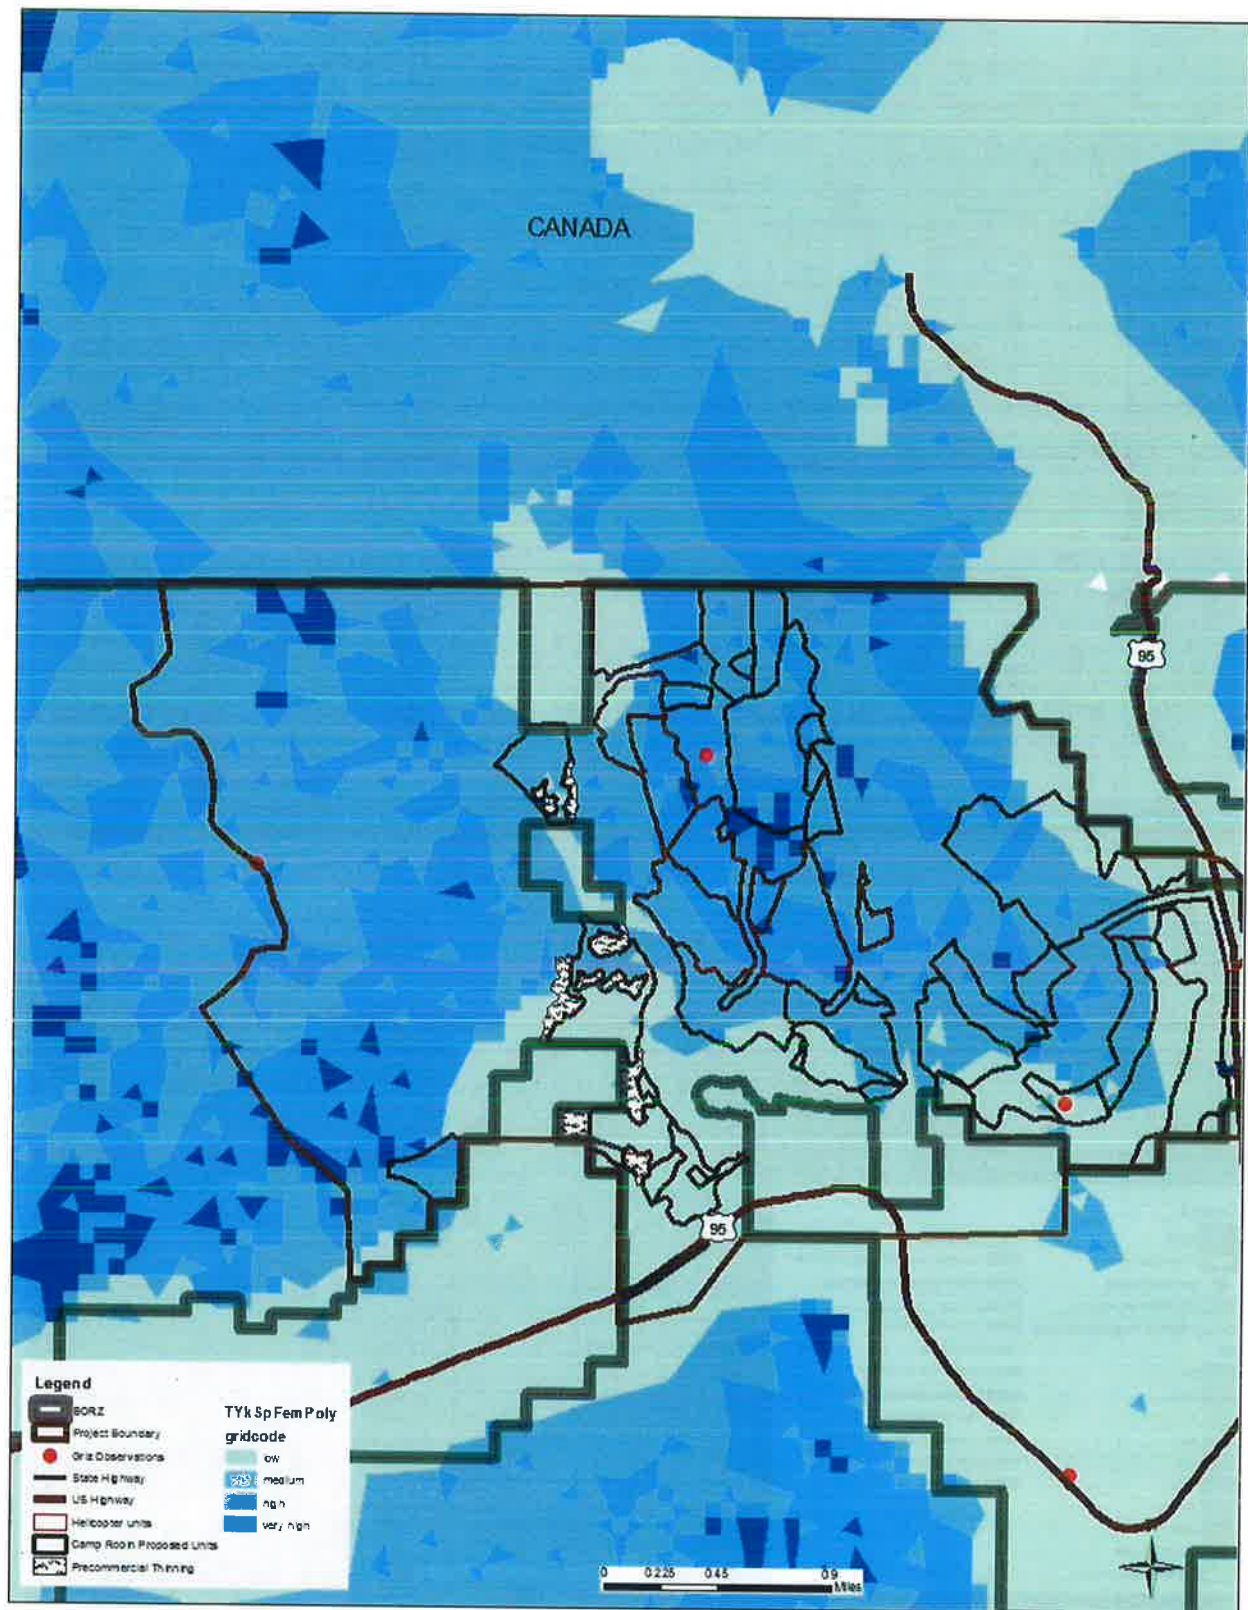 CANADA
95
95
Legend
BORZ
Project Boundary
Griz Observations
State Highway
US Highway
Helicopter units
Camp Robin Proposed Units
Precommercial Thinning
TYk Sp Fem Poly
gridcode
low
medium
high
very high
0 0.225 0.45 0.9
Miles